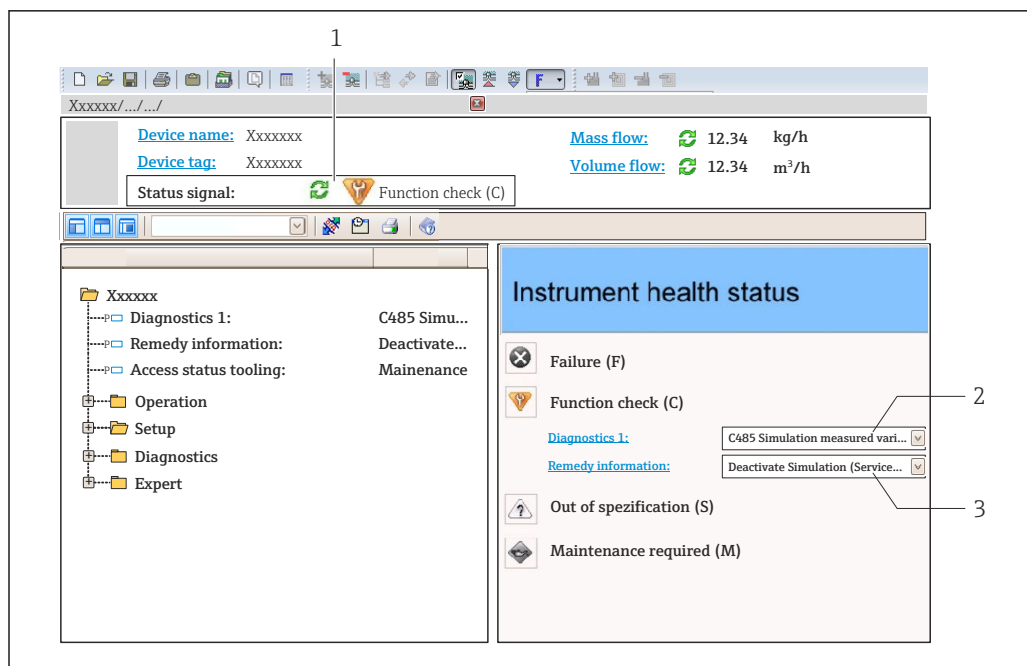 1
F
Xxxxxx/.../.../
Device name: Xxxxxxx
Mass flow: 12.34 kg/h
Device tag: Xxxxxxx
Volume flow: 12.34 m³/h
Status signal: Function check (C)
Xxxxxx
P Diagnostics 1: C485 Simu...
P Remedy information: Deactivate...
P Access status tooling: Mainenance
Operation
Setup
Diagnostics
Expert
Instrument health status
Failure (F)
Function check (C)
2
Diagnostics 1: C485 Simulation measured vari...
Remedy information: Deactivate Simulation (Service...
Out of spezification (S)
3
Maintenance required (M)